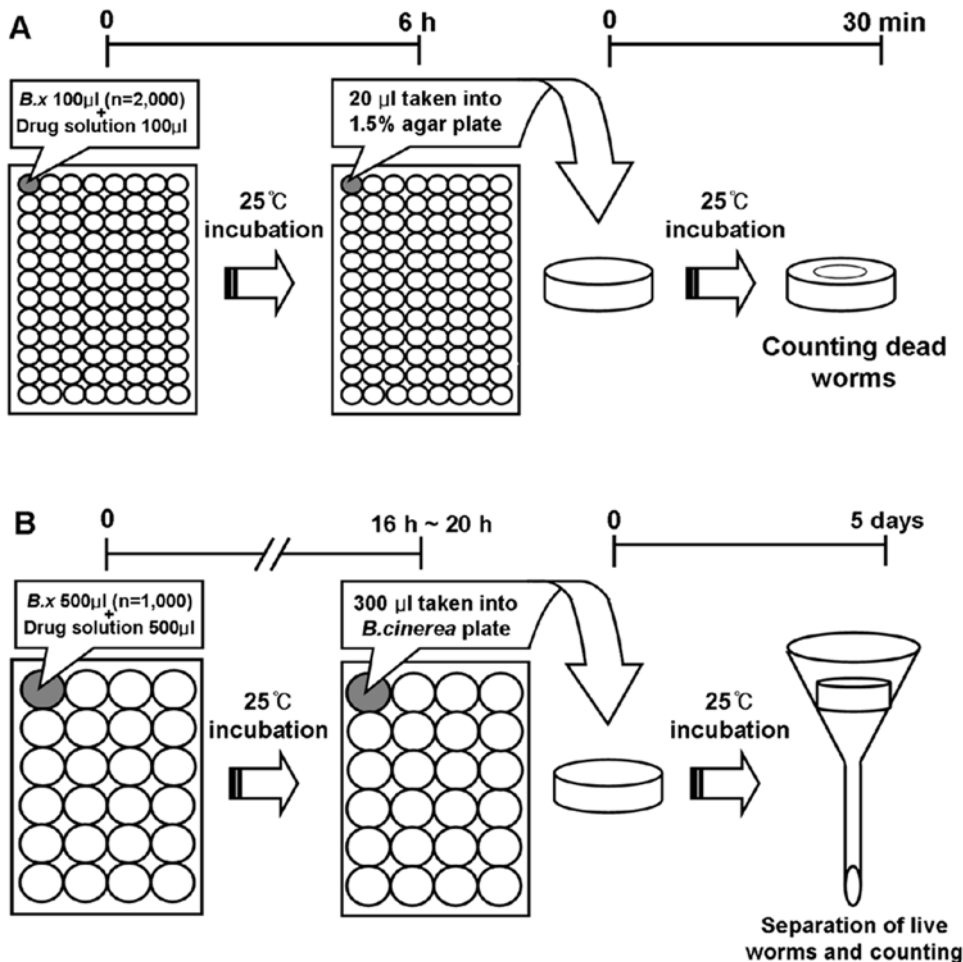 A
0
6 h
0
30 min
B.x 100µl (n=2,000)
+
Drug solution 100µl
20 µl taken into
1.5% agar plate
25℃
incubation
25℃
incubation
Counting dead
worms
B
0
16 h ~ 20 h
0
5 days
B.x 500µl (n=1,000)
+
Drug solution 500µl
300 µl taken into
B.cinerea plate
25℃
incubation
25℃
incubation
Separation of live
worms and counting